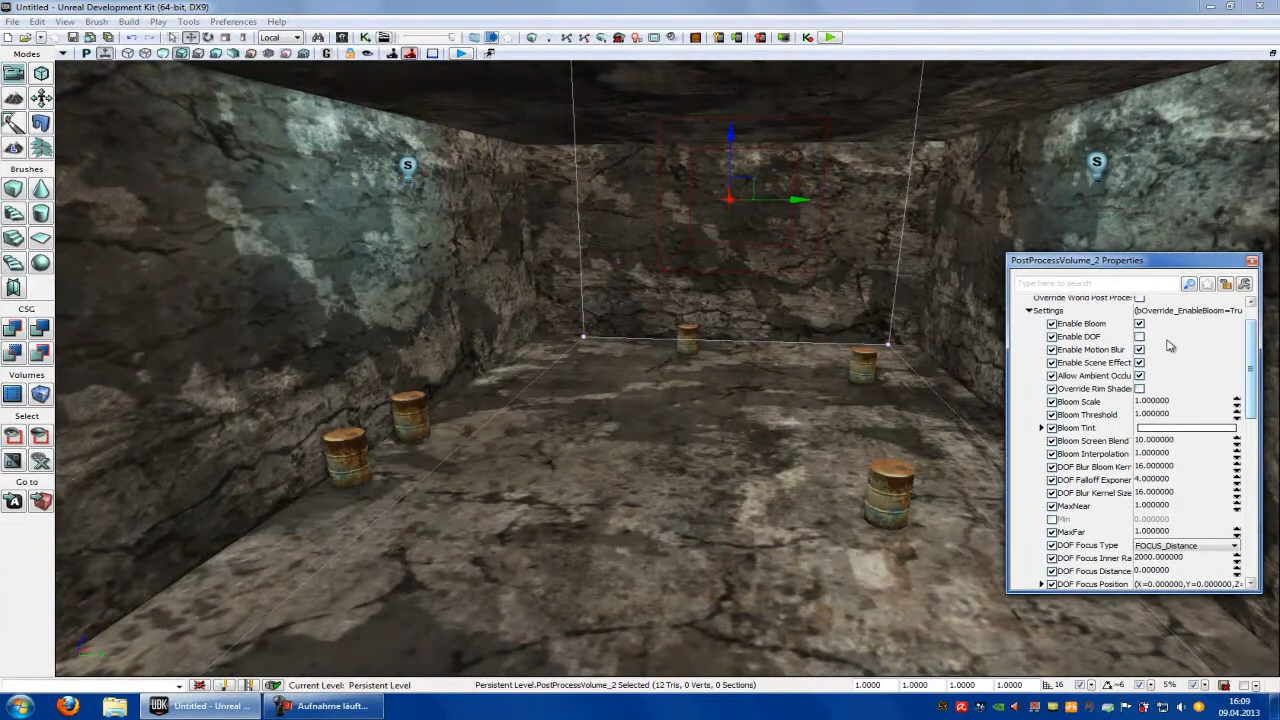 Untitled - Unreal Development Kit (64-bit, DX9)
File Edit View Brush Build Play Tools Preferences Help
Local
P
G
Modes
Brushes
CSG
Volumes
Select
Go to
S
S
PostProcessVolume_2 Properties
Type here to search
Override World Post Proce
Settings (bOverride_EnableBloom=Tru
Enable Bloom
Enable DOF
Enable Motion Blur
Enable Scene Effect
Allow Ambient Occlu
Override Rim Shader
Bloom Scale 1.000000
Bloom Threshold 1.000000
Bloom Tint
Bloom Screen Blend 10.000000
Bloom Interpolation 1.000000
DOF Blur Bloom Kern 16.000000
DOF Falloff Exponer 4.000000
DOF Blur Kernel Size 16.000000
MaxNear 1.000000
Min 0.000000
MaxFar 1.000000
DOF Focus Type FOCUS_Distance
DOF Focus Inner Ra 2000.000000
DOF Focus Distance 0.000000
DOF Focus Position (X=0.000000,Y=0.000000,Z=
Current Level: Persistent Level Persistent Level.PostProcessVolume_2 Selected (12 Tris, 0 Verts, 0 Sections) 1.0000 1.0000 1.0000 1.0000 16 ~6 5%
UDK Untitled - Unreal ... Aufnahme läuft...
16:09
09.04.2013